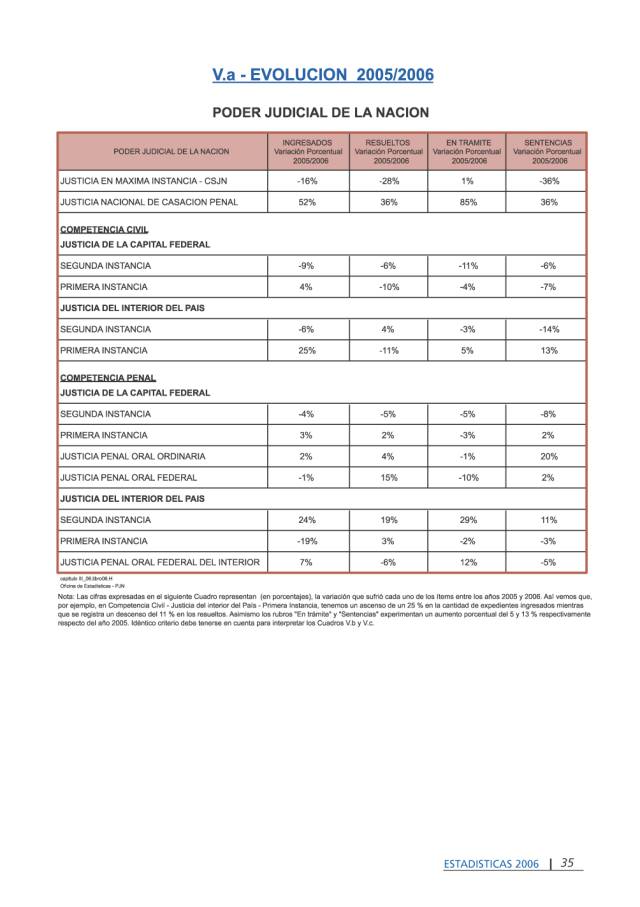 V.a - EVOLUCION 2005/2006
PODER JUDICIAL DE LA NACION
PODER JUDICIAL DE LA NACION | INGRESADOS Variación Porcentual 2005/2006 | RESUELTOS Variación Porcentual 2005/2006 | EN TRAMITE Variación Porcentual 2005/2006 | SENTENCIAS Variación Porcentual 2005/2006
JUSTICIA EN MAXIMA INSTANCIA - CSJN -16% -28% 1% -36%
JUSTICIA NACIONAL DE CASACION PENAL 52% 36% 85% 36%
COMPETENCIA CIVIL
JUSTICIA DE LA CAPITAL FEDERAL
SEGUNDA INSTANCIA -9% -6% -11% -6%
PRIMERA INSTANCIA 4% -10% -4% -7%
JUSTICIA DEL INTERIOR DEL PAIS
SEGUNDA INSTANCIA -6% 4% -3% -14%
PRIMERA INSTANCIA 25% -11% 5% 13%
COMPETENCIA PENAL
JUSTICIA DE LA CAPITAL FEDERAL
SEGUNDA INSTANCIA -4% -5% -5% -8%
PRIMERA INSTANCIA 3% 2% -3% 2%
JUSTICIA PENAL ORAL ORDINARIA 2% 4% -1% 20%
JUSTICIA PENAL ORAL FEDERAL -1% 15% -10% 2%
JUSTICIA DEL INTERIOR DEL PAIS
SEGUNDA INSTANCIA 24% 19% 29% 11%
PRIMERA INSTANCIA -19% 3% -2% -3%
JUSTICIA PENAL ORAL FEDERAL DEL INTERIOR 7% -6% 12% -5%
capitulo III_06.libro06.H
Oficina de Estadísticas - PJN
Nota: Las cifras expresadas en el siguiente Cuadro representan (en porcentajes), la variación que sufrió cada uno de los ítems entre los años 2005 y 2006. Así vemos que,
por ejemplo, en Competencia Civil - Justicia del interior del País - Primera Instancia, tenemos un ascenso de un 25 % en la cantidad de expedientes ingresados mientras
que se registra un descenso del 11 % en los resueltos. Asimismo los rubros "En trámite" y "Sentencias" experimentan un aumento porcentual del 5 y 13 % respectivamente
respecto del año 2005. Idéntico criterio debe tenerse en cuenta para interpretar los Cuadros V.b y V.c.
ESTADISTICAS 2006 | 35